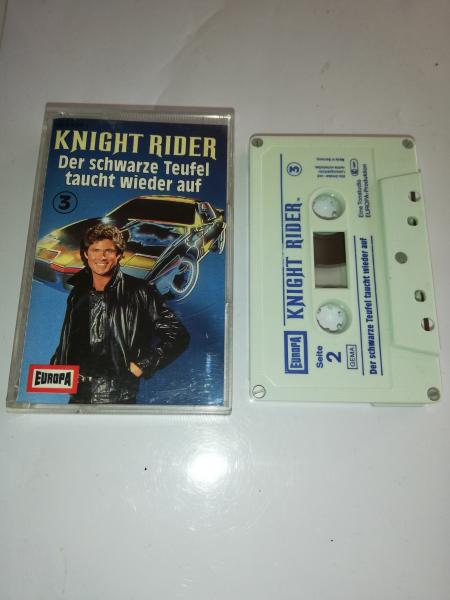 KNIGHT RIDER
Der schwarze Teufel
taucht wieder auf
3
EUROPA
EUROPA
Seite
2
GEMA
KNIGHT RIDER
Der schwarze Teufel taucht wieder auf
3
Eine Tonstudio
EUROPA-Produktion
Made in Germany